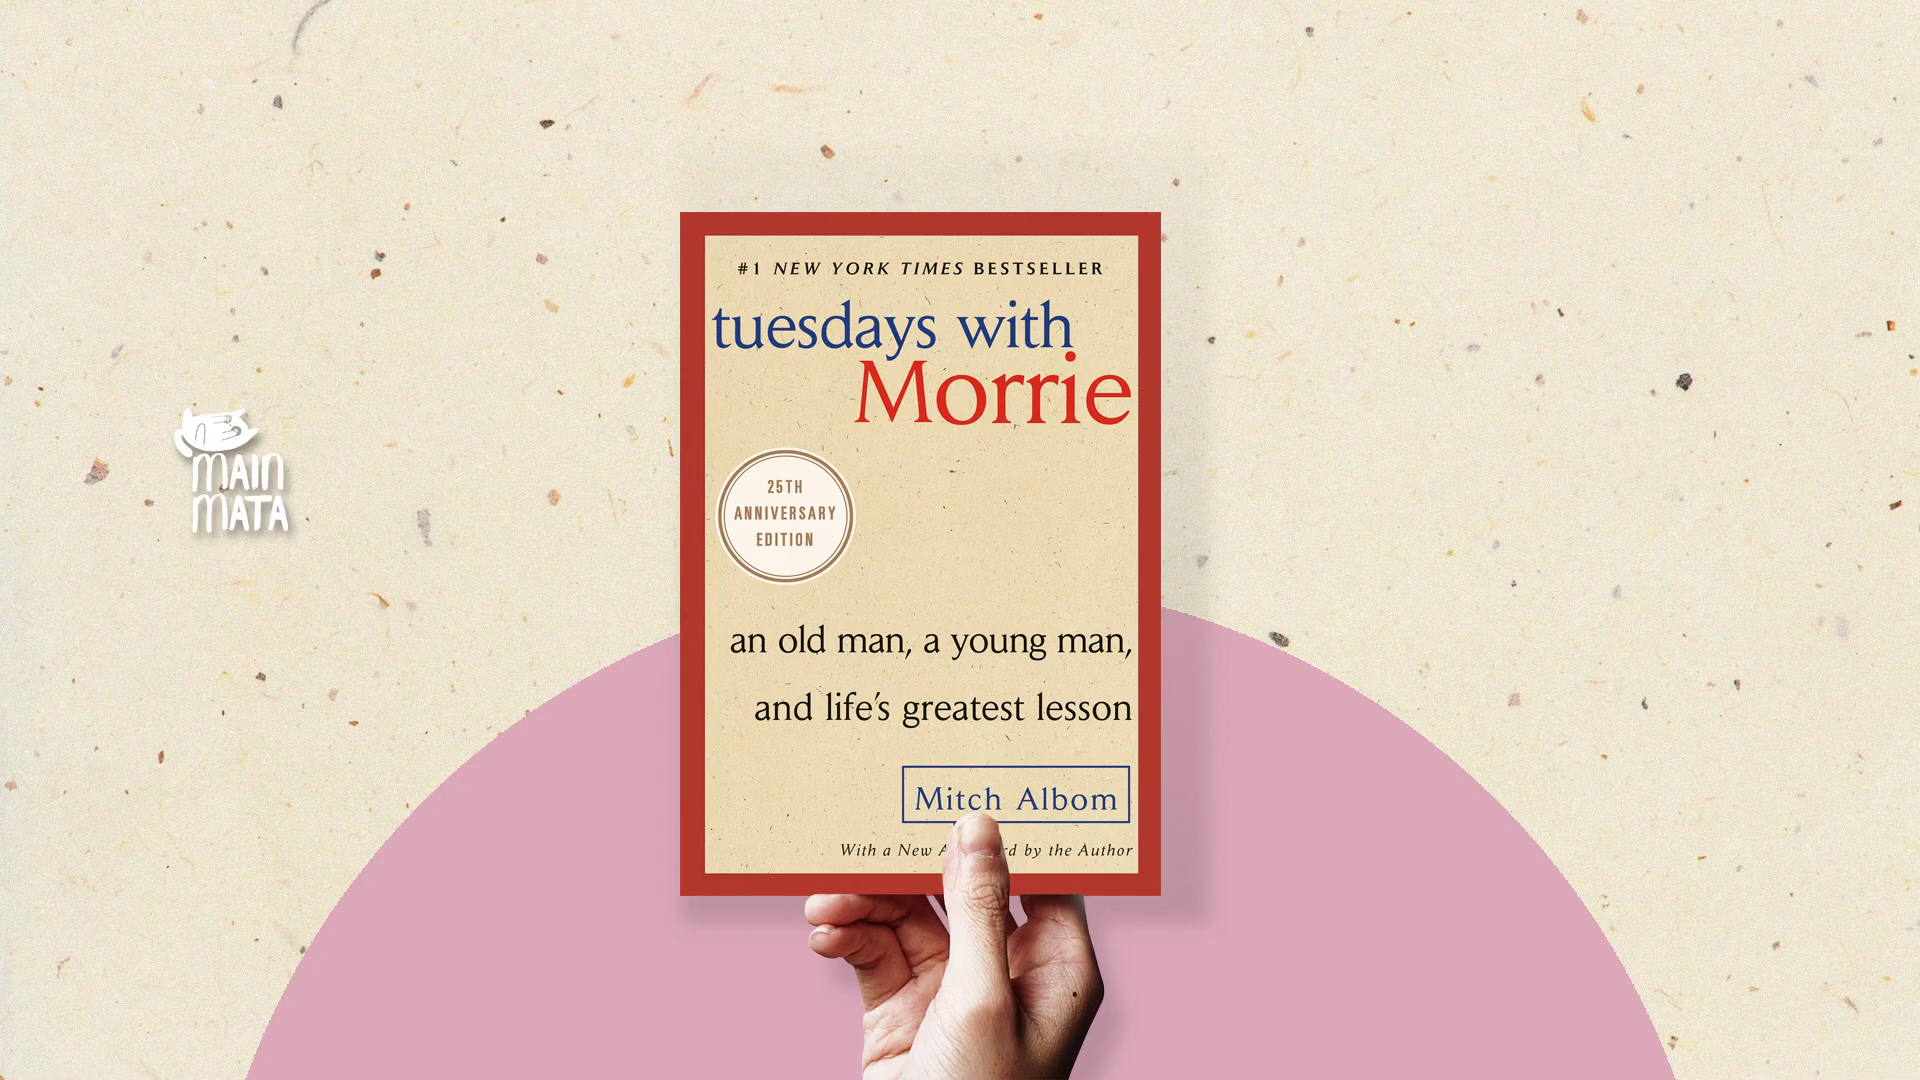 #1 NEW YORK TIMES BESTSELLER
tuesdays with
Morrie
25TH
ANNIVERSARY
EDITION
an old man, a young man,
and life's greatest lesson
Mitch Albom
With a New by the Author
MAIN
MATA